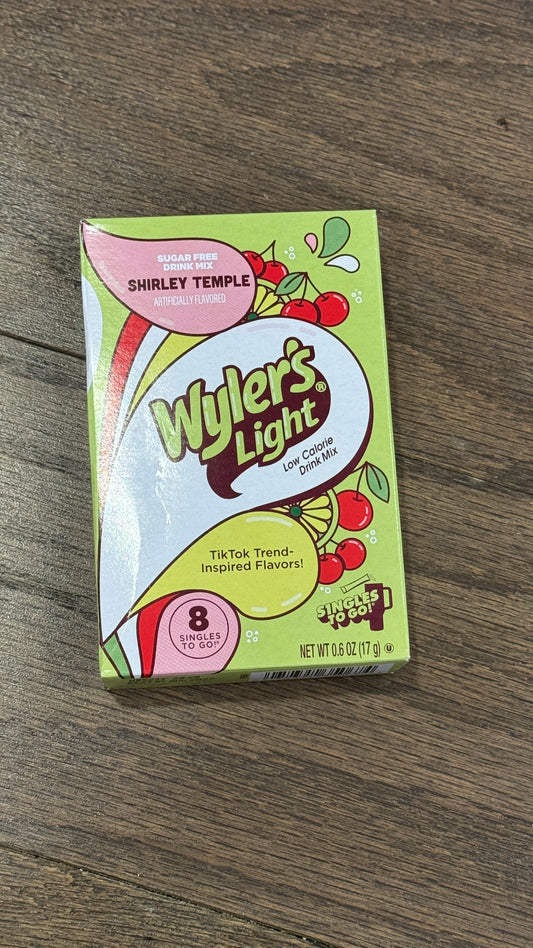 SUGAR FREE
DRINK MIX
SHIRLEY TEMPLE
ARTIFICIALLY FLAVORED
Wyler's®
Light
Low Calorie
Drink Mix
TikTok Trend-
Inspired Flavors!
8
SINGLES
TO GO!®
SINGLES
TO GO!®
NET WT 0.6 OZ (17 g) U